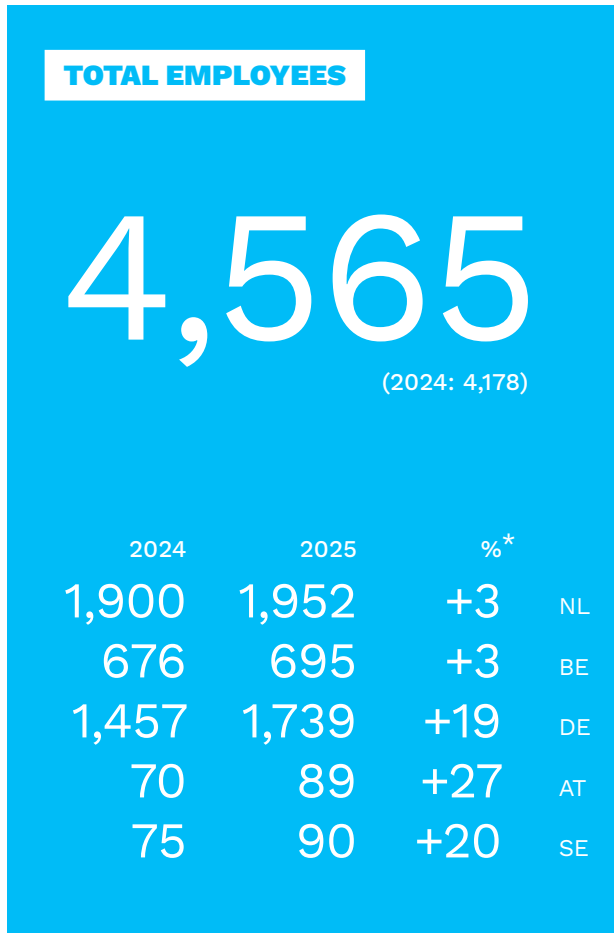 TOTAL EMPLOYEES
4,565
(2024: 4,178)
2024 2025 %*
1,900 1,952 +3 NL
676 695 +3 BE
1,457 1,739 +19 DE
70 89 +27 AT
75 90 +20 SE